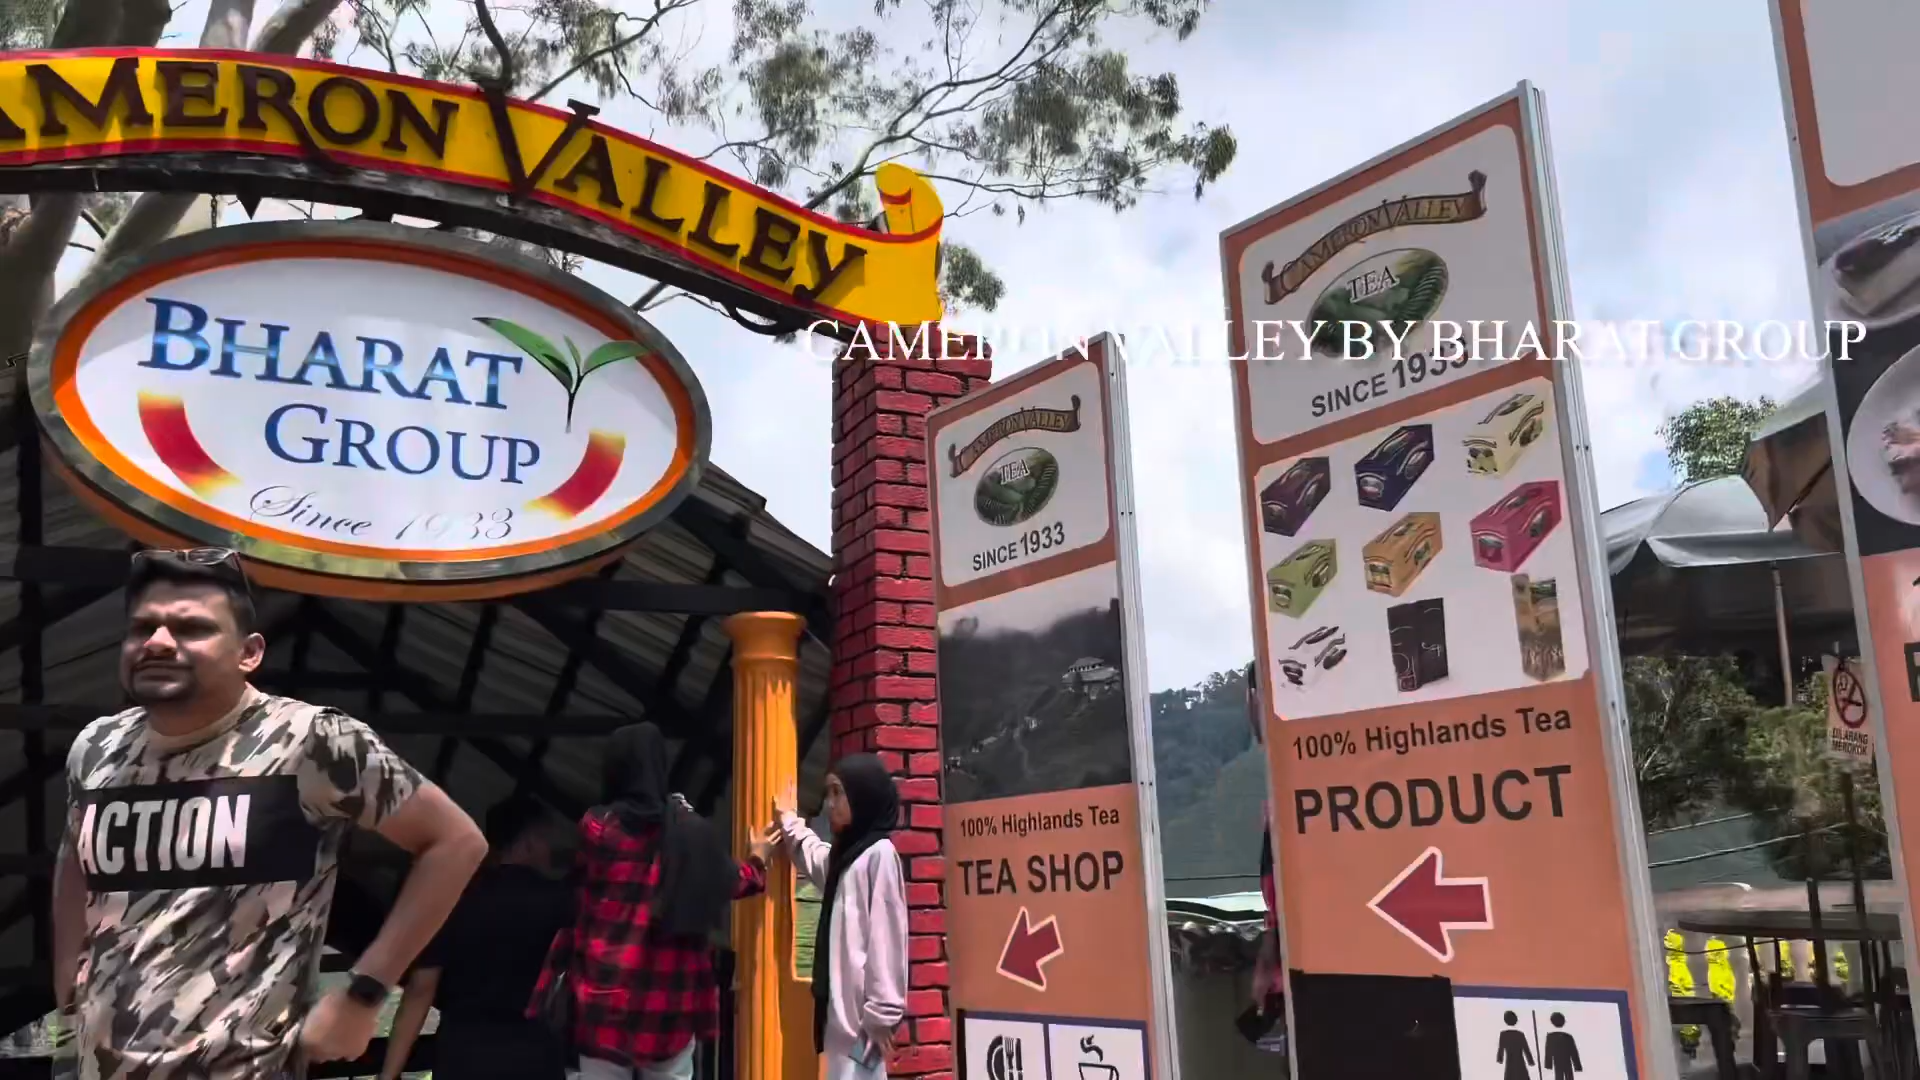 AMERON VALLEY
BHARAT
GROUP
Since 1933
CAMERON VALLEY BY BHARAT GROUP
CAMERON VALLEY
TEA
SINCE 1933
100% Highlands Tea
TEA SHOP
CAMERON VALLEY
TEA
SINCE 1933
100% Highlands Tea
PRODUCT
ACTION
DILARANG
MEROKOK